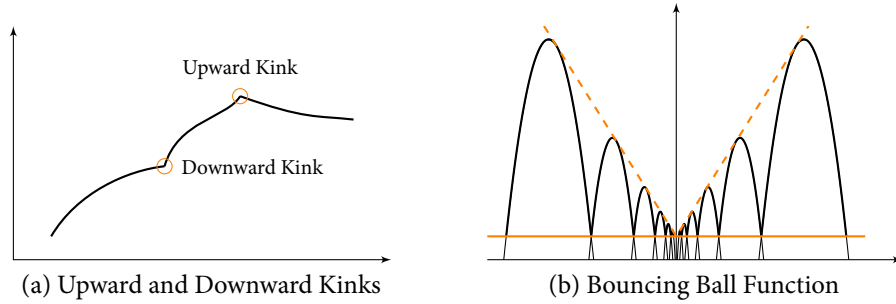 Upward Kink
Downward Kink
(a) Upward and Downward Kinks
(b) Bouncing Ball Function